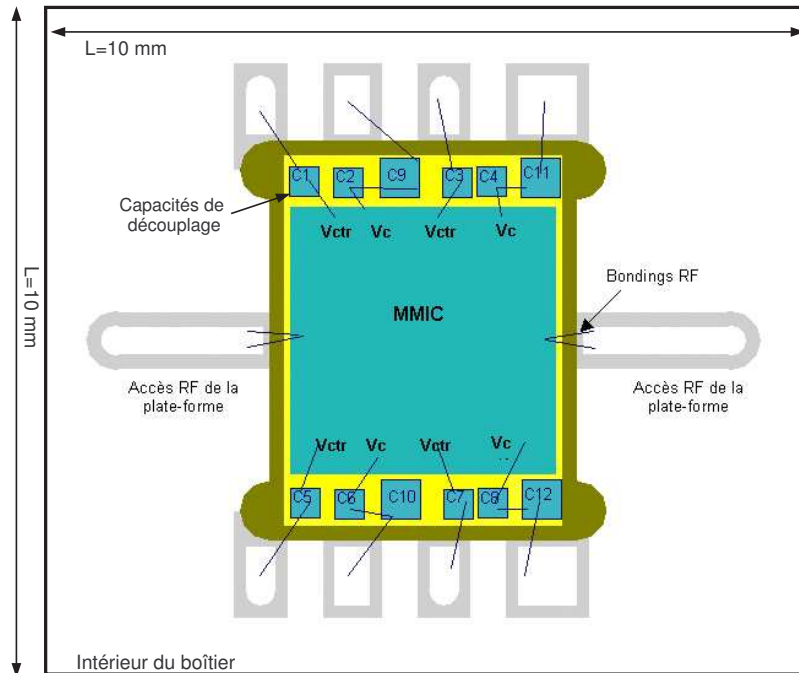 L=10 mm
C1
C2
C9
C3
C4
C11
Capacités de
découplage
Vctr
Vc
Vctr
Vc
L=10 mm
Bondings RF
MMIC
Accès RF de la
plate-forme
Accès RF de la
plate-forme
Vctr
Vc
Vctr
Vc
C5
C6
C10
C7
C8
C12
Intérieur du boîtier